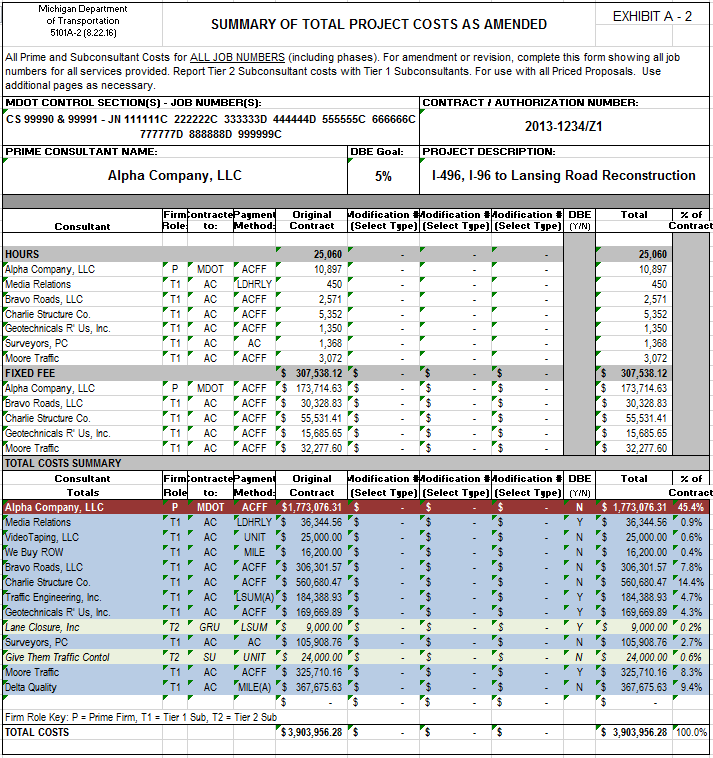 Michigan Department
of Transportation
5101A-2 (8.22.16)
SUMMARY OF TOTAL PROJECT COSTS AS AMENDED
EXHIBIT A - 2
All Prime and Subconsultant Costs for ALL JOB NUMBERS (including phases). For amendment or revision, complete this form showing all job
numbers for all services provided. Report Tier 2 Subconsultant costs with Tier 1 Subconsultants. For use with all Priced Proposals. Use
additional pages as necessary.
MDOT CONTROL SECTION(S) - JOB NUMBER(S): CONTRACT / AUTHORIZATION NUMBER:
CS 99990 & 99991 - JN 111111C 222222C 333333D 444444D 555555C 666666C
777777D 888888D 999999C
2013-1234/Z1
PRIME CONSULTANT NAME: DBE Goal: PROJECT DESCRIPTION:
Alpha Company, LLC 5% I-496, I-96 to Lansing Road Reconstruction
Firm Contracte Payment Original Modification # Modification # Modification # DBE Total % of
Consultant Role: to: Method: Contract (Select Type) (Select Type) (Select Type) (Y/N) Contract
HOURS 25,060 - - - 25,060
Alpha Company, LLC P MDOT ACFF 10,897 - - - 10,897
Media Relations T1 AC LDHRLY 450 - - - 450
Bravo Roads, LLC T1 AC ACFF 2,571 - - - 2,571
Charlie Structure Co. T1 AC ACFF 5,352 - - - 5,352
Geotechnicals R' Us, Inc. T1 AC ACFF 1,350 - - - 1,350
Surveyors, PC T1 AC AC 1,368 - - - 1,368
Moore Traffic T1 AC ACFF 3,072 - - - 3,072
FIXED FEE $ 307,538.12 $ - $ - $ - $ 307,538.12
Alpha Company, LLC P MDOT ACFF $ 173,714.63 $ - $ - $ - $ 173,714.63
Bravo Roads, LLC T1 AC ACFF $ 30,328.83 $ - $ - $ - $ 30,328.83
Charlie Structure Co. T1 AC ACFF $ 55,531.41 $ - $ - $ - $ 55,531.41
Geotechnicals R' Us, Inc. T1 AC ACFF $ 15,685.65 $ - $ - $ - $ 15,685.65
Moore Traffic T1 AC ACFF $ 32,277.60 $ - $ - $ - $ 32,277.60
TOTAL COSTS SUMMARY
Consultant Firm Contracte Payment Original Modification # Modification # Modification # DBE Total % of
Totals Role to: Method: Contract (Select Type) (Select Type) (Select Type) (Y/N) Contract
Alpha Company, LLC P MDOT ACFF $1,773,076.31 $ - $ - $ - N $ 1,773,076.31 45.4%
Media Relations T1 AC LDHRLY $ 36,344.56 $ - $ - $ - Y $ 36,344.56 0.9%
VideoTaping, LLC T1 AC UNIT $ 25,000.00 $ - $ - $ - N $ 25,000.00 0.6%
We Buy ROW T1 AC MILE $ 16,200.00 $ - $ - $ - N $ 16,200.00 0.4%
Bravo Roads, LLC T1 AC ACFF $ 306,301.57 $ - $ - $ - N $ 306,301.57 7.8%
Charlie Structure Co. T1 AC ACFF $ 560,680.47 $ - $ - $ - N $ 560,680.47 14.4%
Traffic Engineering, Inc. T1 AC LSUM(A) $ 184,388.93 $ - $ - $ - Y $ 184,388.93 4.7%
Geotechnicals R' Us, Inc. T1 AC ACFF $ 169,669.89 $ - $ - $ - Y $ 169,669.89 4.3%
Lane Closure, Inc T2 GRU LSUM $ 9,000.00 $ - $ - $ - Y $ 9,000.00 0.2%
Surveyors, PC T1 AC AC $ 105,908.76 $ - $ - $ - N $ 105,908.76 2.7%
Give Them Traffic Contol T2 SU UNIT $ 24,000.00 $ - $ - $ - N $ 24,000.00 0.6%
Moore Traffic T1 AC ACFF $ 325,710.16 $ - $ - $ - Y $ 325,710.16 8.3%
Delta Quality T1 AC MILE(A) $ 367,675.63 $ - $ - $ - N $ 367,675.63 9.4%
$ - $ - $ - $ - $ -
Firm Role Key: P = Prime Firm, T1 = Tier 1 Sub, T2 = Tier 2 Sub
TOTAL COSTS $ 3,903,956.28 $ - $ - $ - $ 3,903,956.28 100.0%